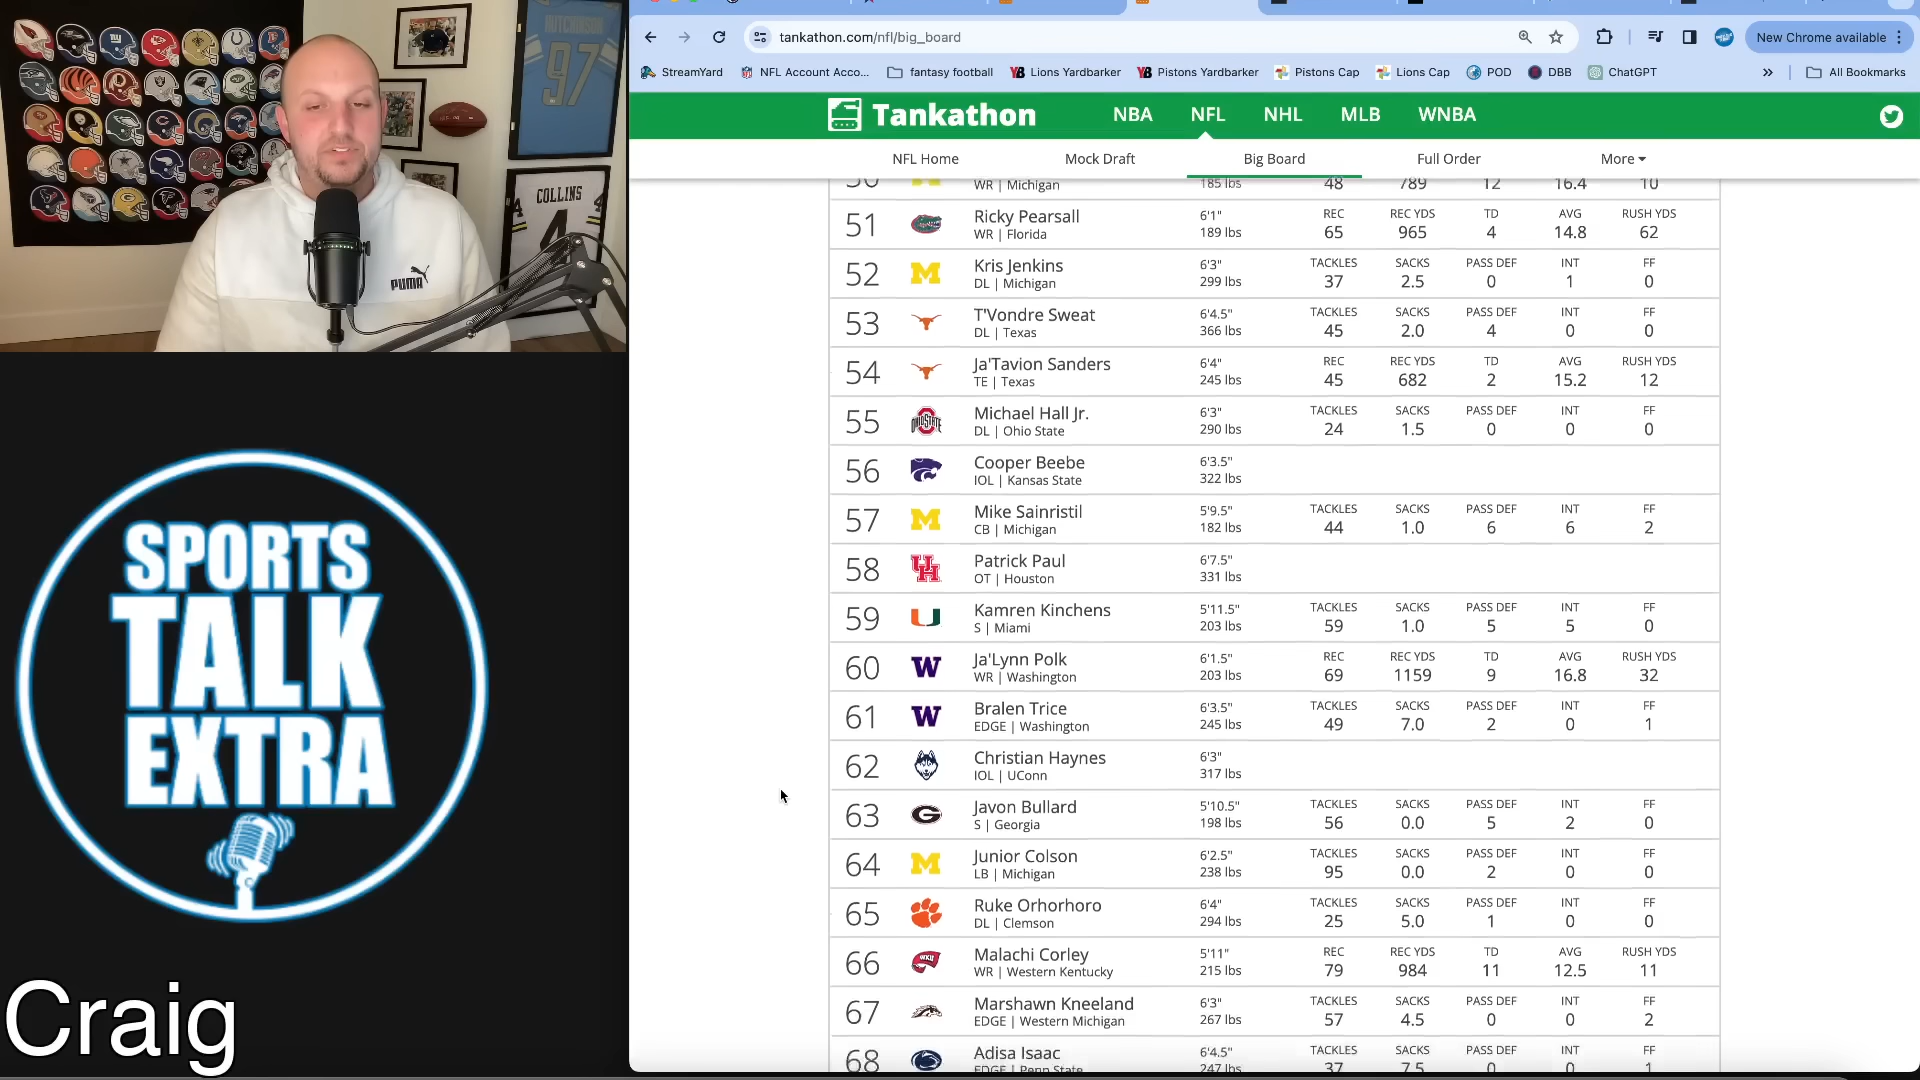 HUTCHINSON
97
COLLINS
4
PUMA
SPORTS
TALK
EXTRA
Craig
tankathon.com/nfl/big_board
New Chrome available
StreamYard
NFL Account Acco...
fantasy football
Lions Yardbarker
Pistons Yardbarker
Pistons Cap
Lions Cap
POD
DBB
ChatGPT
»
All Bookmarks
Tankathon
NBA
NFL
NHL
MLB
WNBA
NFL Home
Mock Draft
Big Board
Full Order
More
50 WR | Michigan 185 lbs 48 789 12 16.4 10
51 Ricky Pearsall 6'1" REC REC YDS TD AVG RUSH YDS
WR | Florida 189 lbs 65 965 4 14.8 62
52 Kris Jenkins 6'3" TACKLES SACKS PASS DEF INT FF
DL | Michigan 299 lbs 37 2.5 0 1 0
53 T'Vondre Sweat 6'4.5" TACKLES SACKS PASS DEF INT FF
DL | Texas 366 lbs 45 2.0 4 0 0
54 Ja'Tavion Sanders 6'4" REC REC YDS TD AVG RUSH YDS
TE | Texas 245 lbs 45 682 2 15.2 12
55 Michael Hall Jr. 6'3" TACKLES SACKS PASS DEF INT FF
DL | Ohio State 290 lbs 24 1.5 0 0 0
56 Cooper Beebe 6'3.5"
IOL | Kansas State 322 lbs
57 Mike Sainristil 5'9.5" TACKLES SACKS PASS DEF INT FF
CB | Michigan 182 lbs 44 1.0 6 6 2
58 Patrick Paul 6'7.5"
OT | Houston 331 lbs
59 Kamren Kinchens 5'11.5" TACKLES SACKS PASS DEF INT FF
S | Miami 203 lbs 59 1.0 5 5 0
60 Ja'Lynn Polk 6'1.5" REC REC YDS TD AVG RUSH YDS
WR | Washington 203 lbs 69 1159 9 16.8 32
61 Bralen Trice 6'3.5" TACKLES SACKS PASS DEF INT FF
EDGE | Washington 245 lbs 49 7.0 2 0 1
62 Christian Haynes 6'3"
IOL | UConn 317 lbs
63 Javon Bullard 5'10.5" TACKLES SACKS PASS DEF INT FF
S | Georgia 198 lbs 56 0.0 5 2 0
64 Junior Colson 6'2.5" TACKLES SACKS PASS DEF INT FF
LB | Michigan 238 lbs 95 0.0 2 0 0
65 Ruke Orhorhoro 6'4" TACKLES SACKS PASS DEF INT FF
DL | Clemson 294 lbs 25 5.0 1 0 0
66 Malachi Corley 5'11" REC REC YDS TD AVG RUSH YDS
WR | Western Kentucky 215 lbs 79 984 11 12.5 11
67 Marshawn Kneeland 6'3" TACKLES SACKS PASS DEF INT FF
EDGE | Western Michigan 267 lbs 57 4.5 0 0 2
68 Adisa Isaac 6'4.5" TACKLES SACKS PASS DEF INT FF
EDGE | Penn State 247 lbs 37 7.5 0 0 1